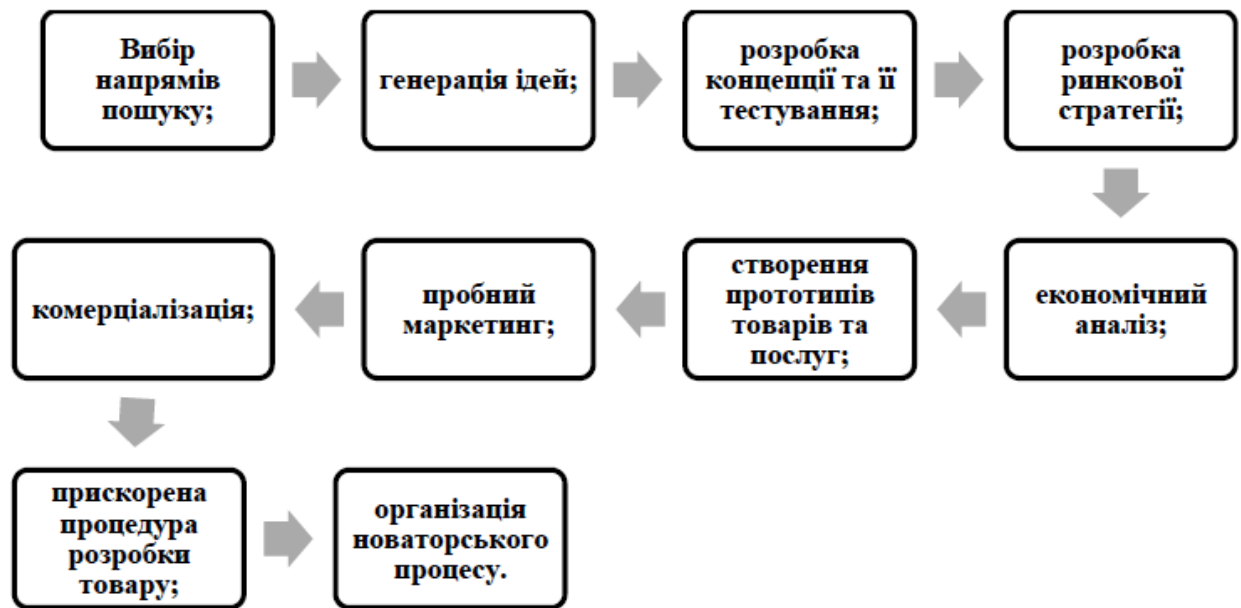 Вибір
напрямів
пошуку;
генерація ідей;
розробка
концепції та її
тестування;
розробка
ринкової
стратегії;
економічний
аналіз;
створення
прототипів
товарів та
послуг;
пробний
маркетинг;
комерціалізація;
прискорена
процедура
розробки
товару;
організація
новаторського
процесу.